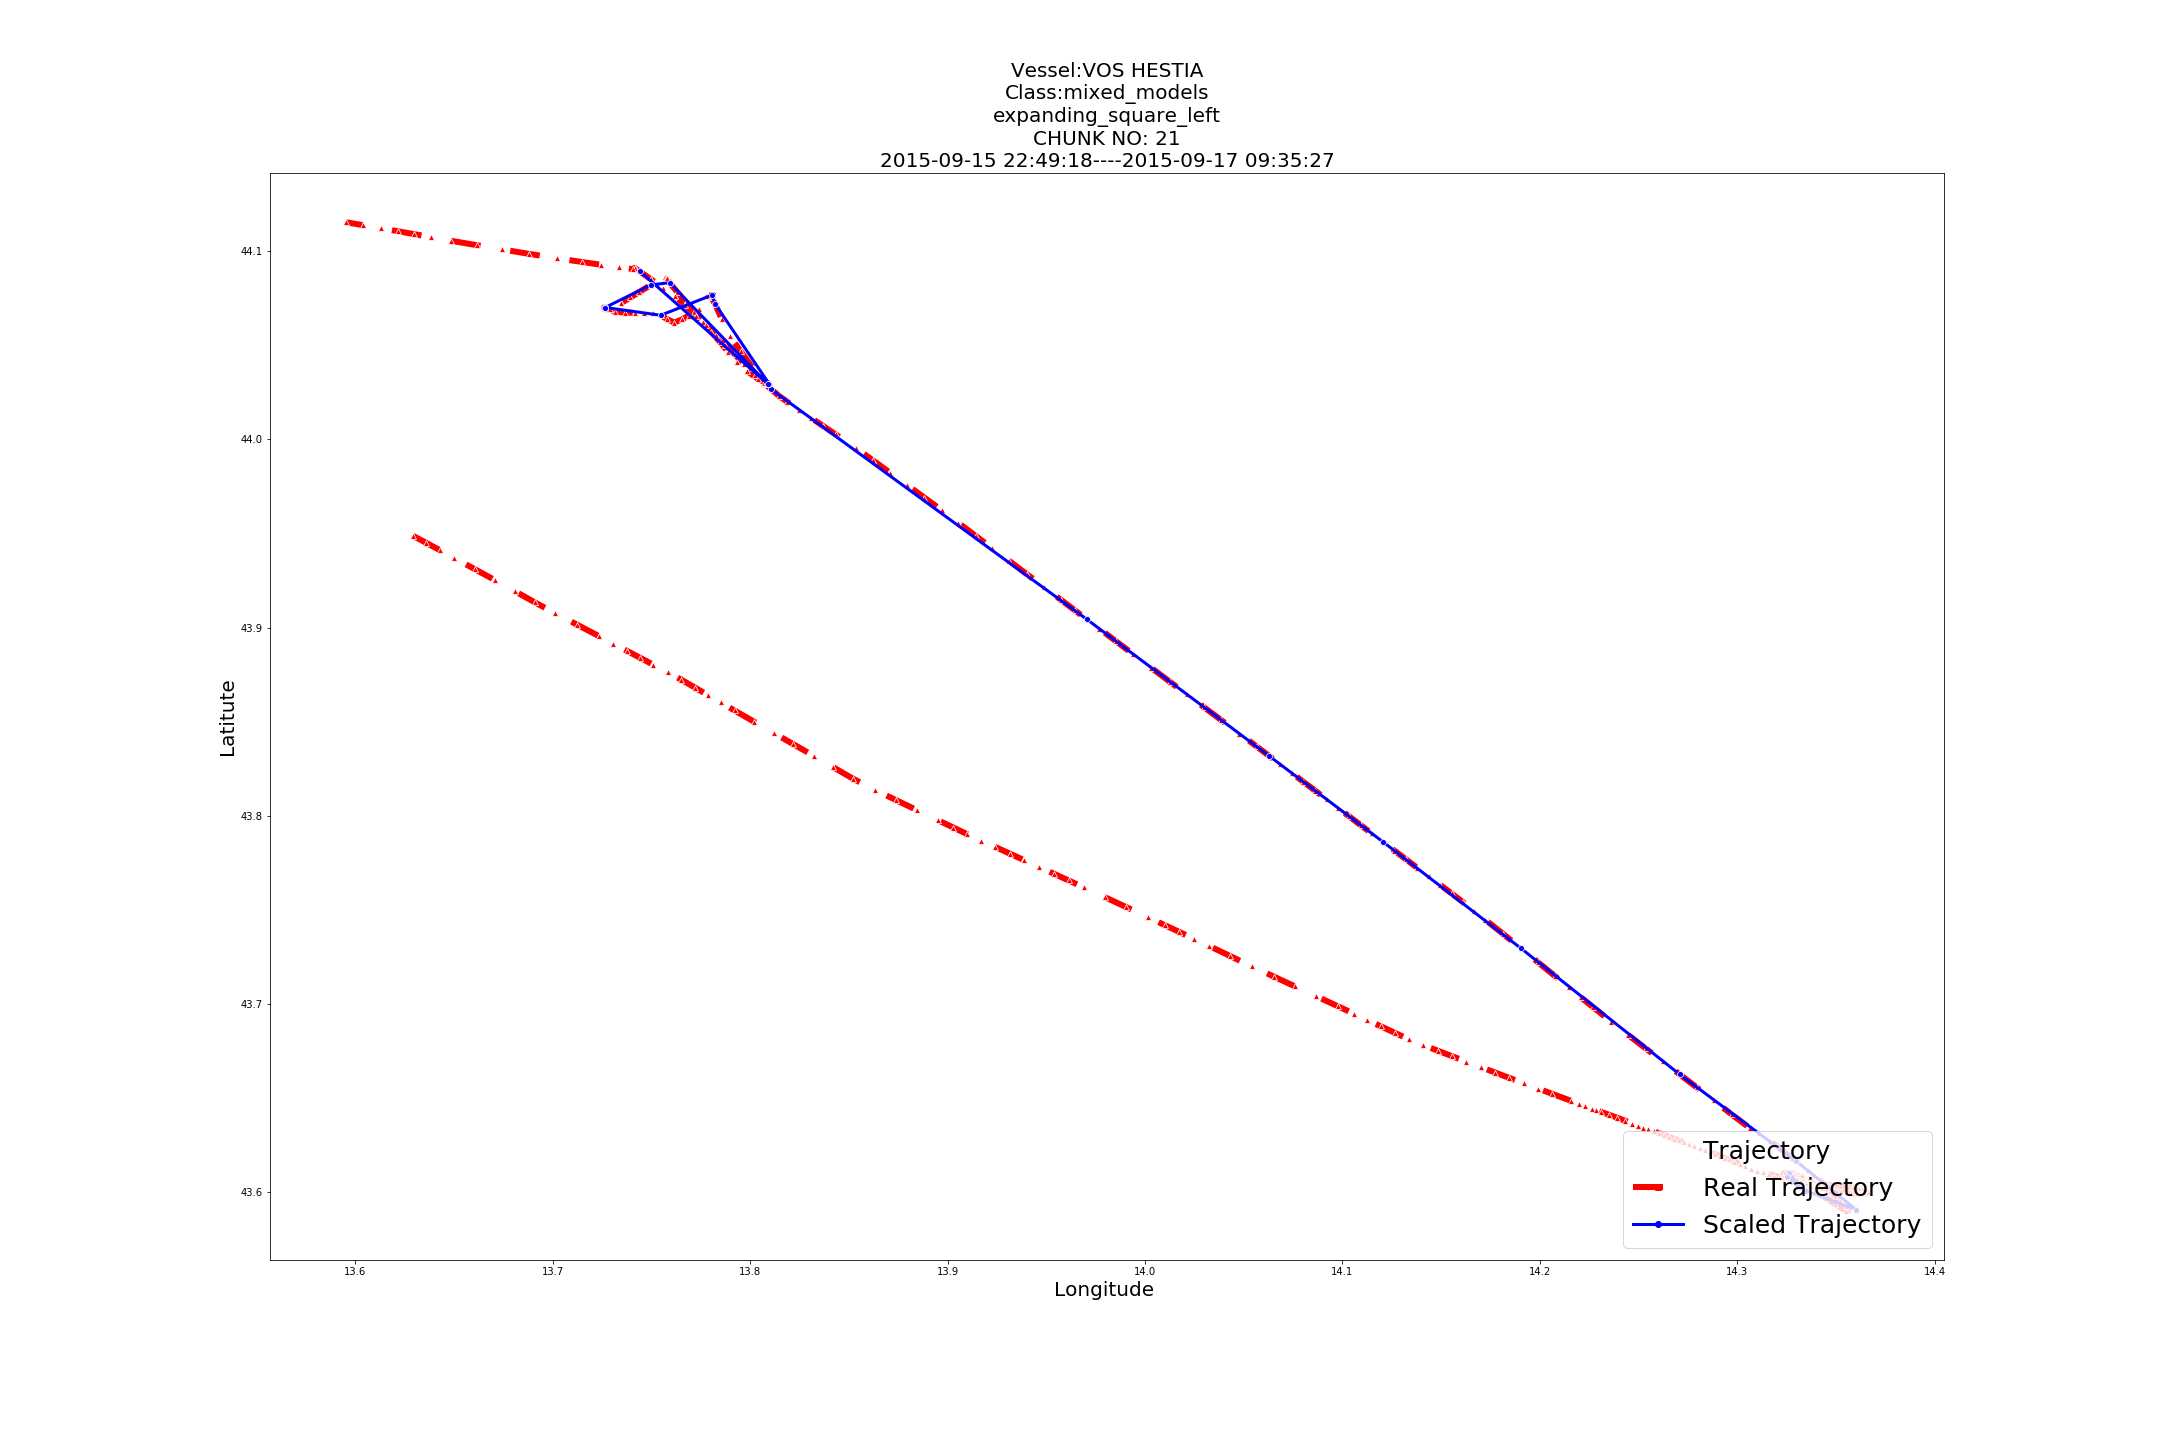 Vessel:VOS HESTIA
Class:mixed_models
expanding_square_left
CHUNK NO: 21
2015-09-15 22:49:18----2015-09-17 09:35:27
44.1
44.0
43.9
43.8
43.7
43.6
Latitute
13.6 13.7 13.8 13.9 14.0 14.1 14.2 14.3 14.4
Longitude
Trajectory
Real Trajectory
Scaled Trajectory